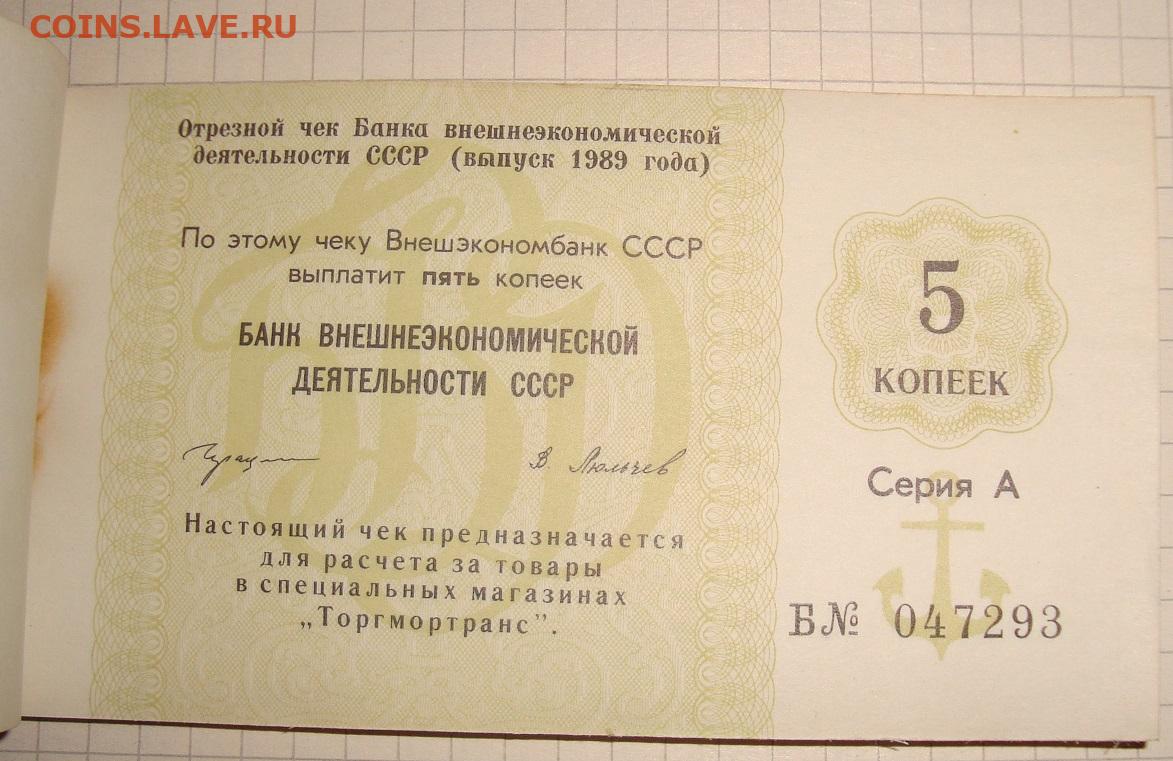 COINS.LAVE.RU
Отрезной чек Банка внешнеэкономической
деятельности СССР (выпуск 1989 года)
По этому чеку Внешэкономбанк СССР
выплатит пять копеек
БАНК ВНЕШНЕЭКОНОМИЧЕСКОЙ
ДЕЯТЕЛЬНОСТИ СССР
В. Люльчев
Настоящий чек предназначается
для расчета за товары
в специальных магазинах
„Торгмортранс”.
5
КОПЕЕК
Серия А
Б№ 047293